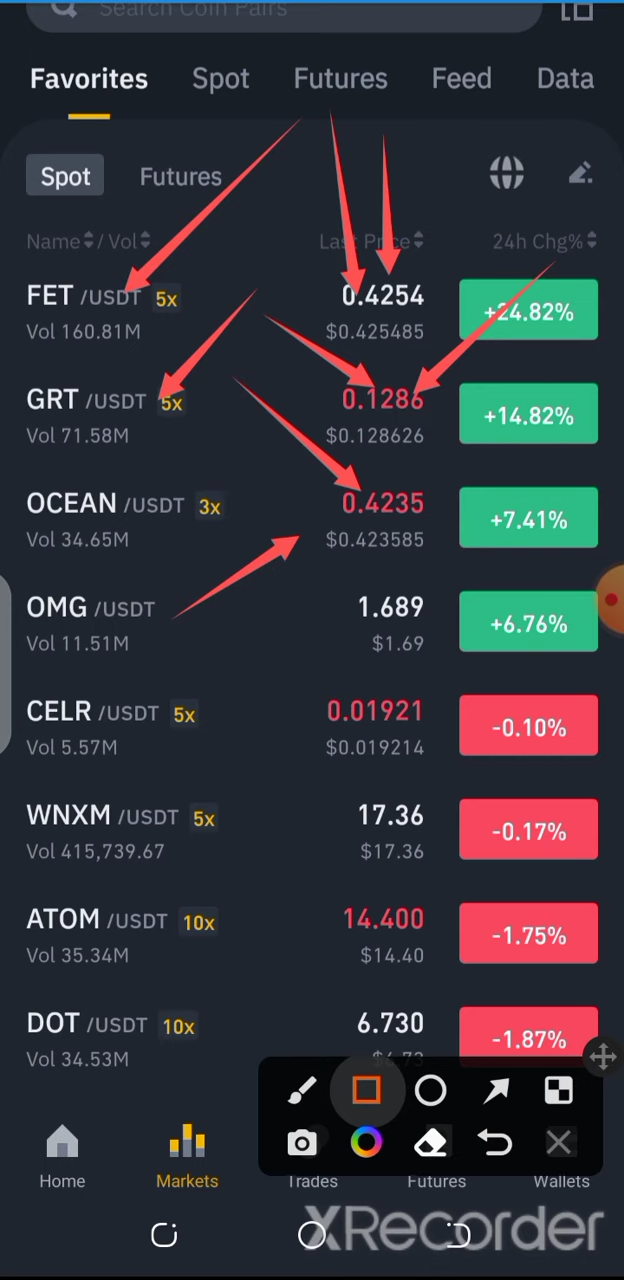 Search Coin Pairs
Favorites Spot Futures Feed Data
Spot Futures
Name / Vol Last Price 24h Chg%
FET /USDT 5x 0.4254 +24.82%
Vol 160.81M $0.425485
GRT /USDT 5x 0.1286 +14.82%
Vol 71.58M $0.128626
OCEAN /USDT 3x 0.4235 +7.41%
Vol 34.65M $0.423585
OMG /USDT 1.689 +6.76%
Vol 11.51M $1.69
CELR /USDT 5x 0.01921 -0.10%
Vol 5.57M $0.019214
WNXM /USDT 5x 17.36 -0.17%
Vol 415,739.67 $17.36
ATOM /USDT 10x 14.400 -1.75%
Vol 35.34M $14.40
DOT /USDT 10x 6.730 -1.87%
Vol 34.53M $6.73
Home Markets Trades Futures Wallets
XRecorder